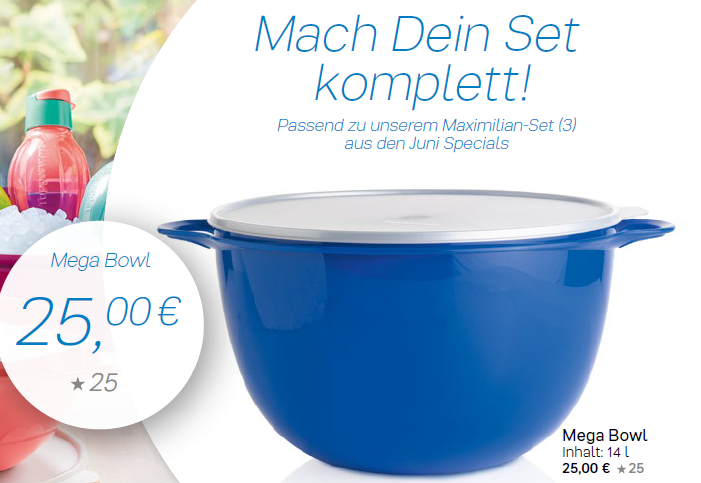 Mach Dein Set
komplett!
Passend zu unserem Maximilian-Set (3)
aus den Juni Specials
Mega Bowl
25,00 €
★ 25
Mega Bowl
Inhalt: 14 l
25,00 € ★ 25